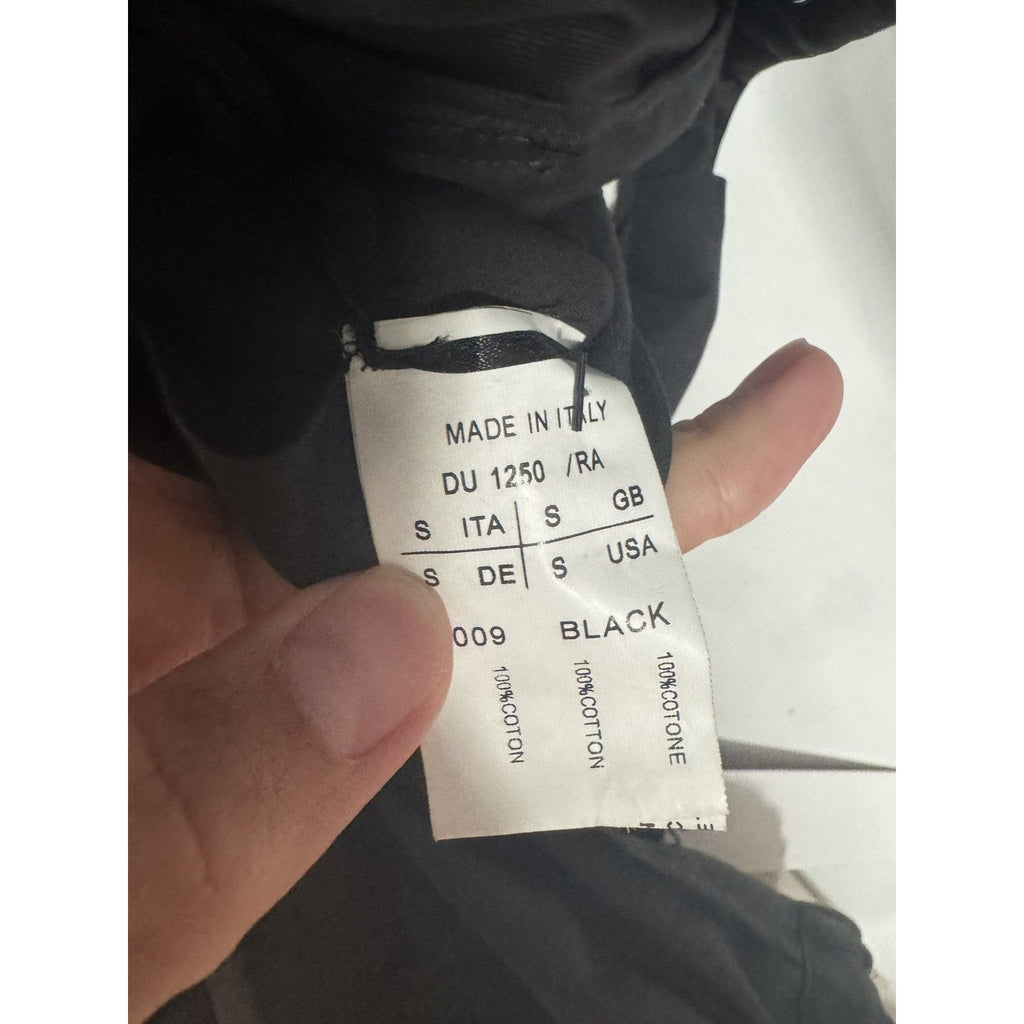 MADE IN ITALY
DU 1250 /RA
S ITA S GB
S DE S USA
009 BLACK
100%COTON
100%COTTON
100%COTONE